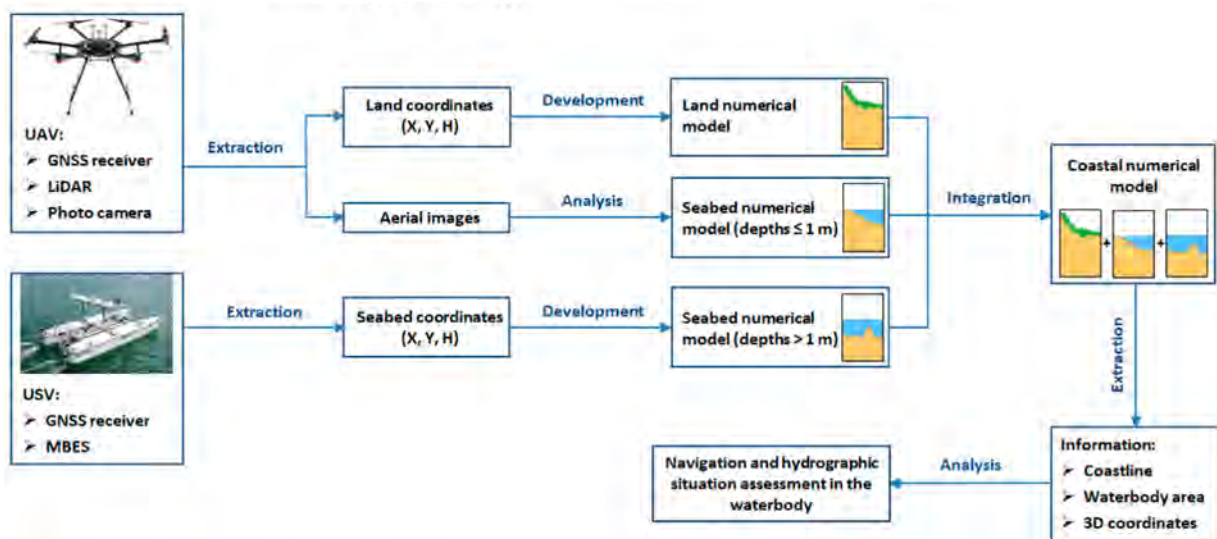 UAV:
➤ GNSS receiver
➤ LiDAR
➤ Photo camera
Extraction
Land coordinates
(X, Y, H)
Development
Land numerical
model
Aerial images
Analysis
Seabed numerical
model (depths ≤ 1 m)
Integration
Coastal numerical
model
+ +
USV:
➤ GNSS receiver
➤ MBES
Extraction
Seabed coordinates
(X, Y, H)
Development
Seabed numerical
model (depths > 1 m)
Extraction
Information:
➤ Coastline
➤ Waterbody area
➤ 3D coordinates
Analysis
Navigation and hydrographic
situation assessment in the
waterbody